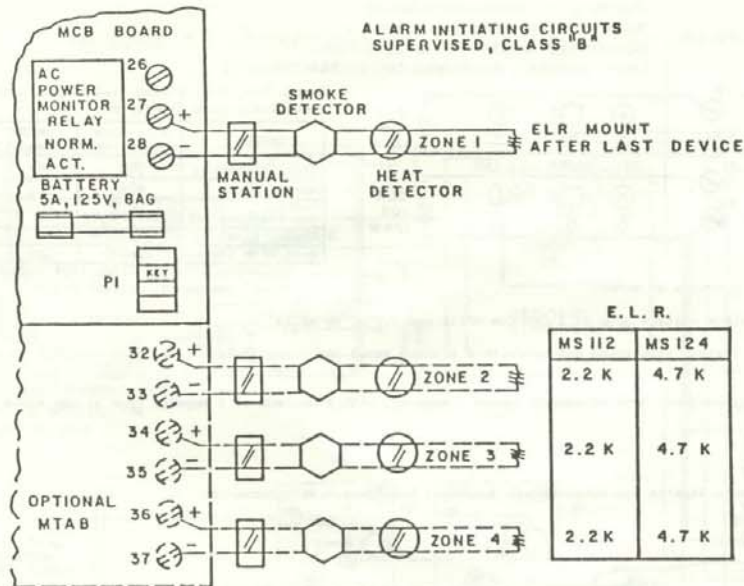 MCB BOARD
ALARM INITIATING CIRCUITS
SUPERVISED, CLASS "B"
26
AC
POWER
MONITOR
RELAY
NORM.
ACT.
27 +
28 -
SMOKE
DETECTOR
ZONE 1
ELR MOUNT
AFTER LAST DEVICE
MANUAL
STATION
HEAT
DETECTOR
BATTERY
5A, 125V, 8AG
P1
KEY
E. L. R.
MS 112 MS 124
32 +
33 -
ZONE 2
2.2 K 4.7 K
34 +
35 -
ZONE 3
2.2 K 4.7 K
OPTIONAL
MTAB
36 +
37 -
ZONE 4
2.2 K 4.7 K